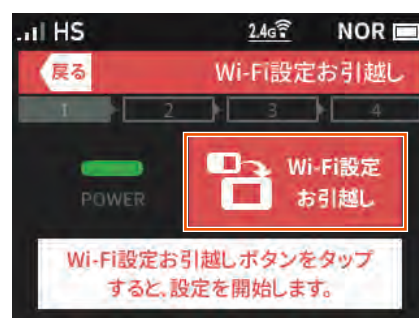 HS 2.4G NOR
戻る Wi-Fi設定お引越し
1 2 3 4
POWER
Wi-Fi設定
お引越し
Wi-Fi設定お引越しボタンをタップ
すると、設定を開始します。